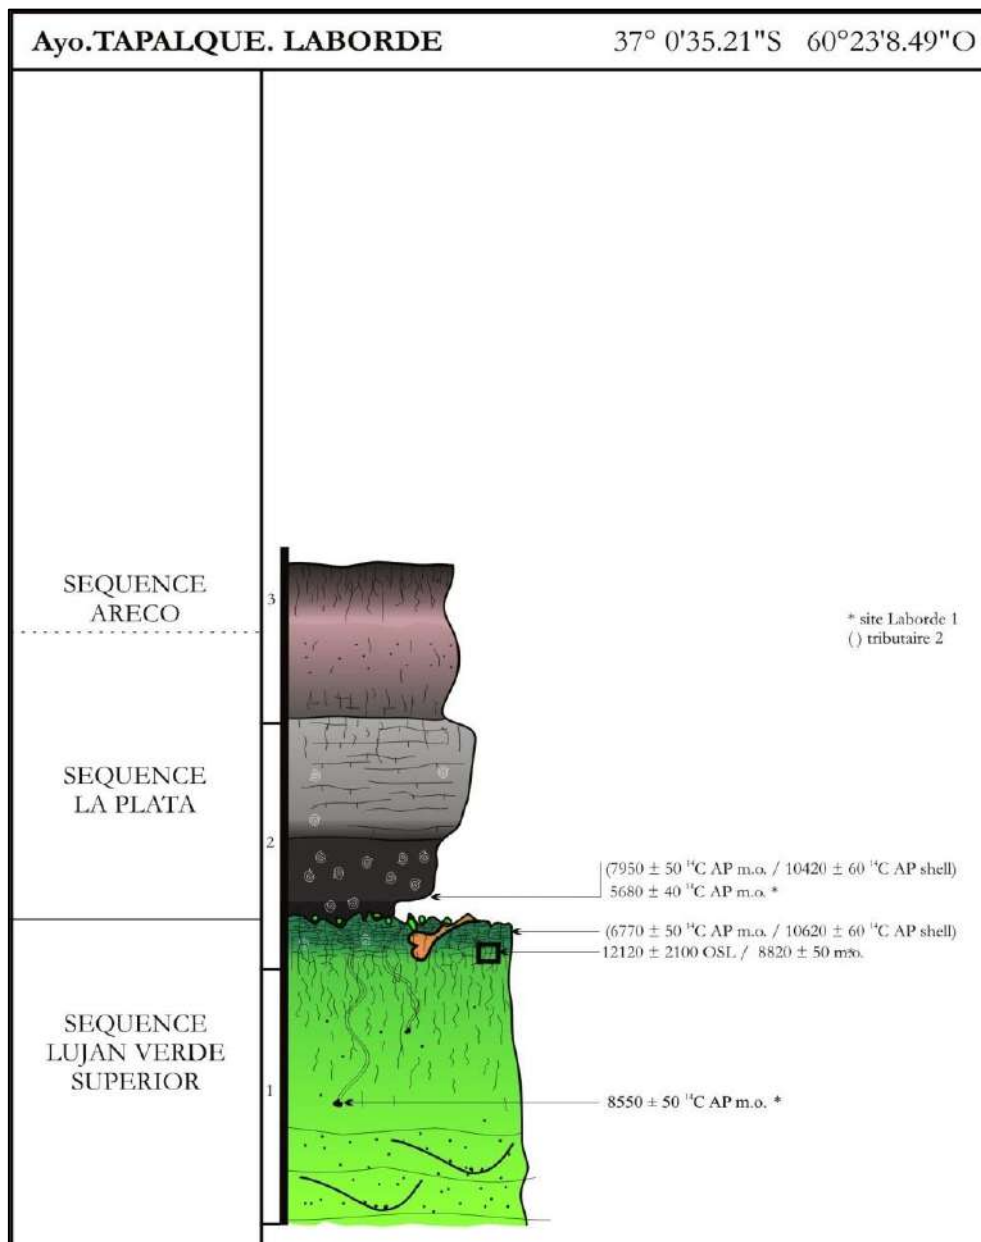 Ayo.TAPALQUE. LABORDE 37° 0'35.21"S 60°23'8.49"O
SEQUENCE
ARECO
3
* site Laborde 1
() tributaire 2
SEQUENCE
LA PLATA
2
(7950 ± 50 ¹⁴C AP m.o. / 10420 ± 60 ¹⁴C AP shell)
5680 ± 40 ¹⁴C AP m.o. *
(6770 ± 50 ¹⁴C AP m.o. / 10620 ± 60 ¹⁴C AP shell)
12120 ± 2100 OSL / 8820 ± 50
SEQUENCE
LUJAN VERDE
SUPERIOR
1
8550 ± 50 ¹⁴C AP m.o. *